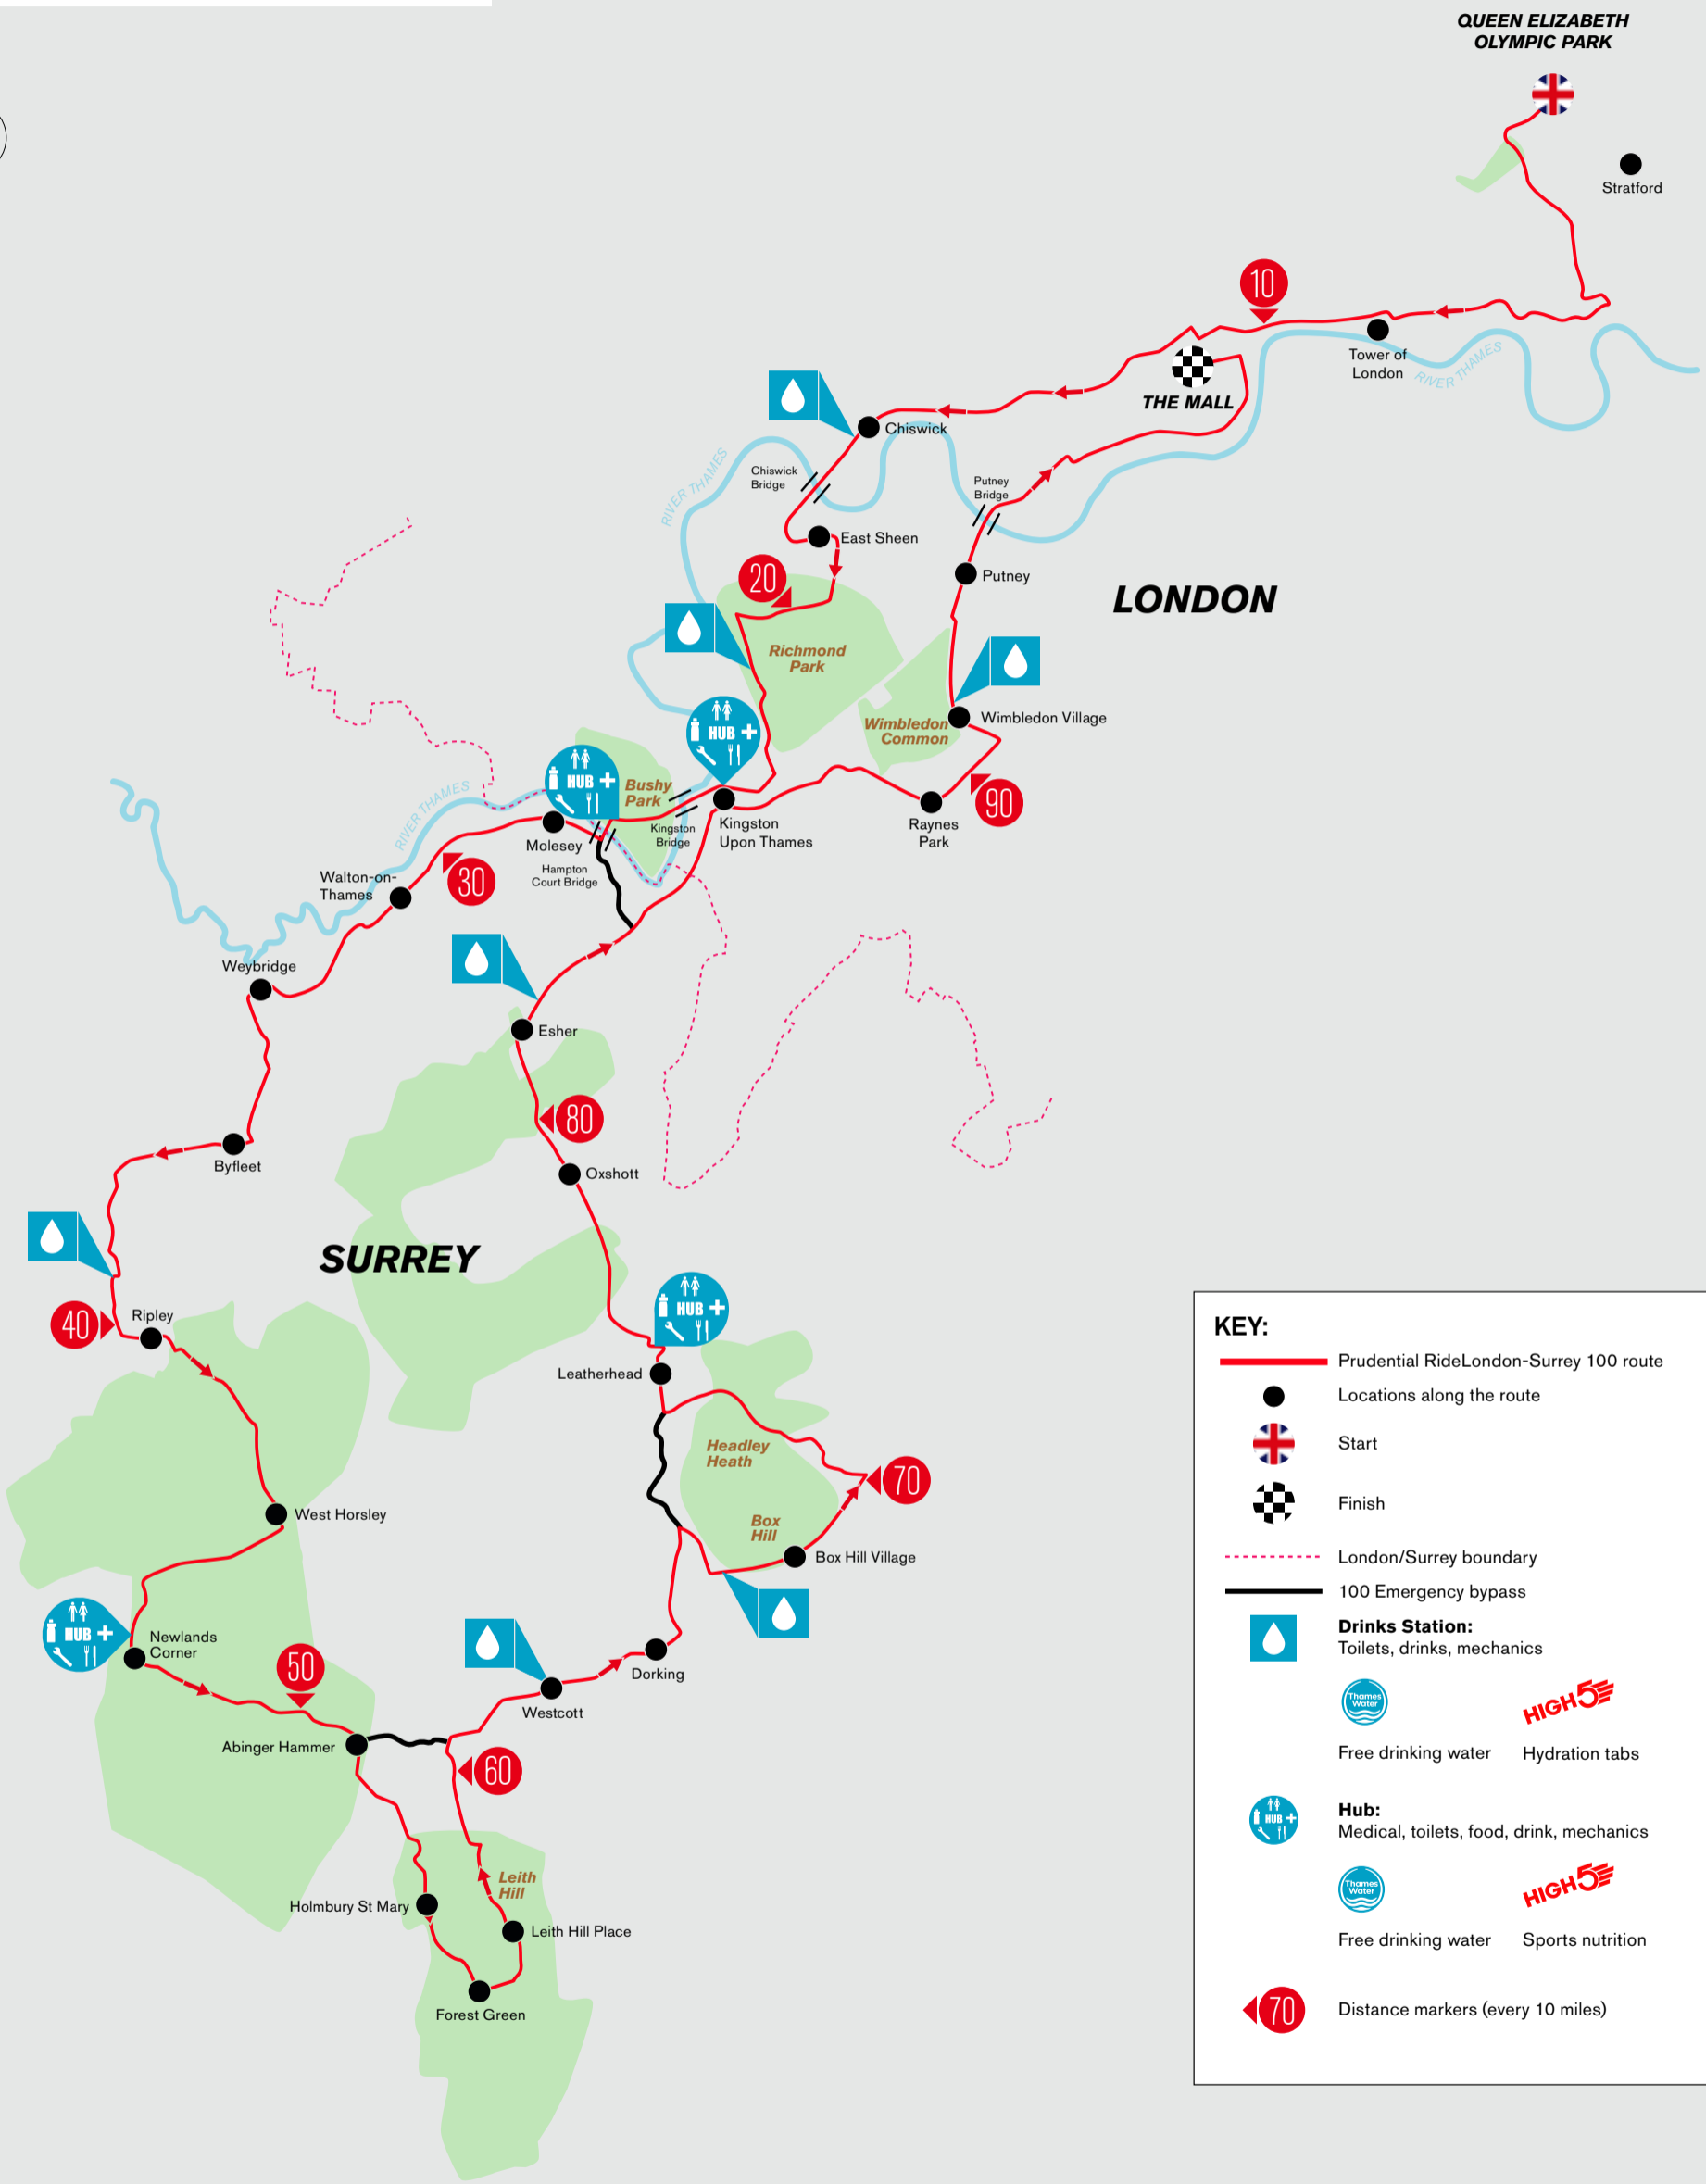 QUEEN ELIZABETH
OLYMPIC PARK
Stratford
10
Tower of
London
RIVER THAMES
THE MALL
Chiswick
Chiswick
Bridge
RIVER THAMES
Putney
Bridge
East Sheen
20
Putney
LONDON
Richmond
Park
Wimbledon
Common
Wimbledon Village
HUB
HUB
Bushy
Park
90
Raynes
Park
Kingston
Upon Thames
Kingston
Bridge
Molesey
Hampton
Court Bridge
RIVER THAMES
30
Walton-on-
Thames
Weybridge
Esher
80
Oxshott
Byfleet
SURREY
40
Ripley
HUB
Leatherhead
Headley
Heath
70
Box
Hill
Box Hill Village
West Horsley
HUB
Newlands
Corner
50
Dorking
Westcott
Abinger Hammer
60
Leith
Hill
Holmbury St Mary
Leith Hill Place
Forest Green
KEY:
Prudential RideLondon-Surrey 100 route
Locations along the route
Start
Finish
London/Surrey boundary
100 Emergency bypass
Drinks Station:
Toilets, drinks, mechanics
Thames
Water
HIGH5
Free drinking water
Hydration tabs
HUB
Hub:
Medical, toilets, food, drink, mechanics
Thames
Water
HIGH5
Free drinking water
Sports nutrition
70
Distance markers (every 10 miles)